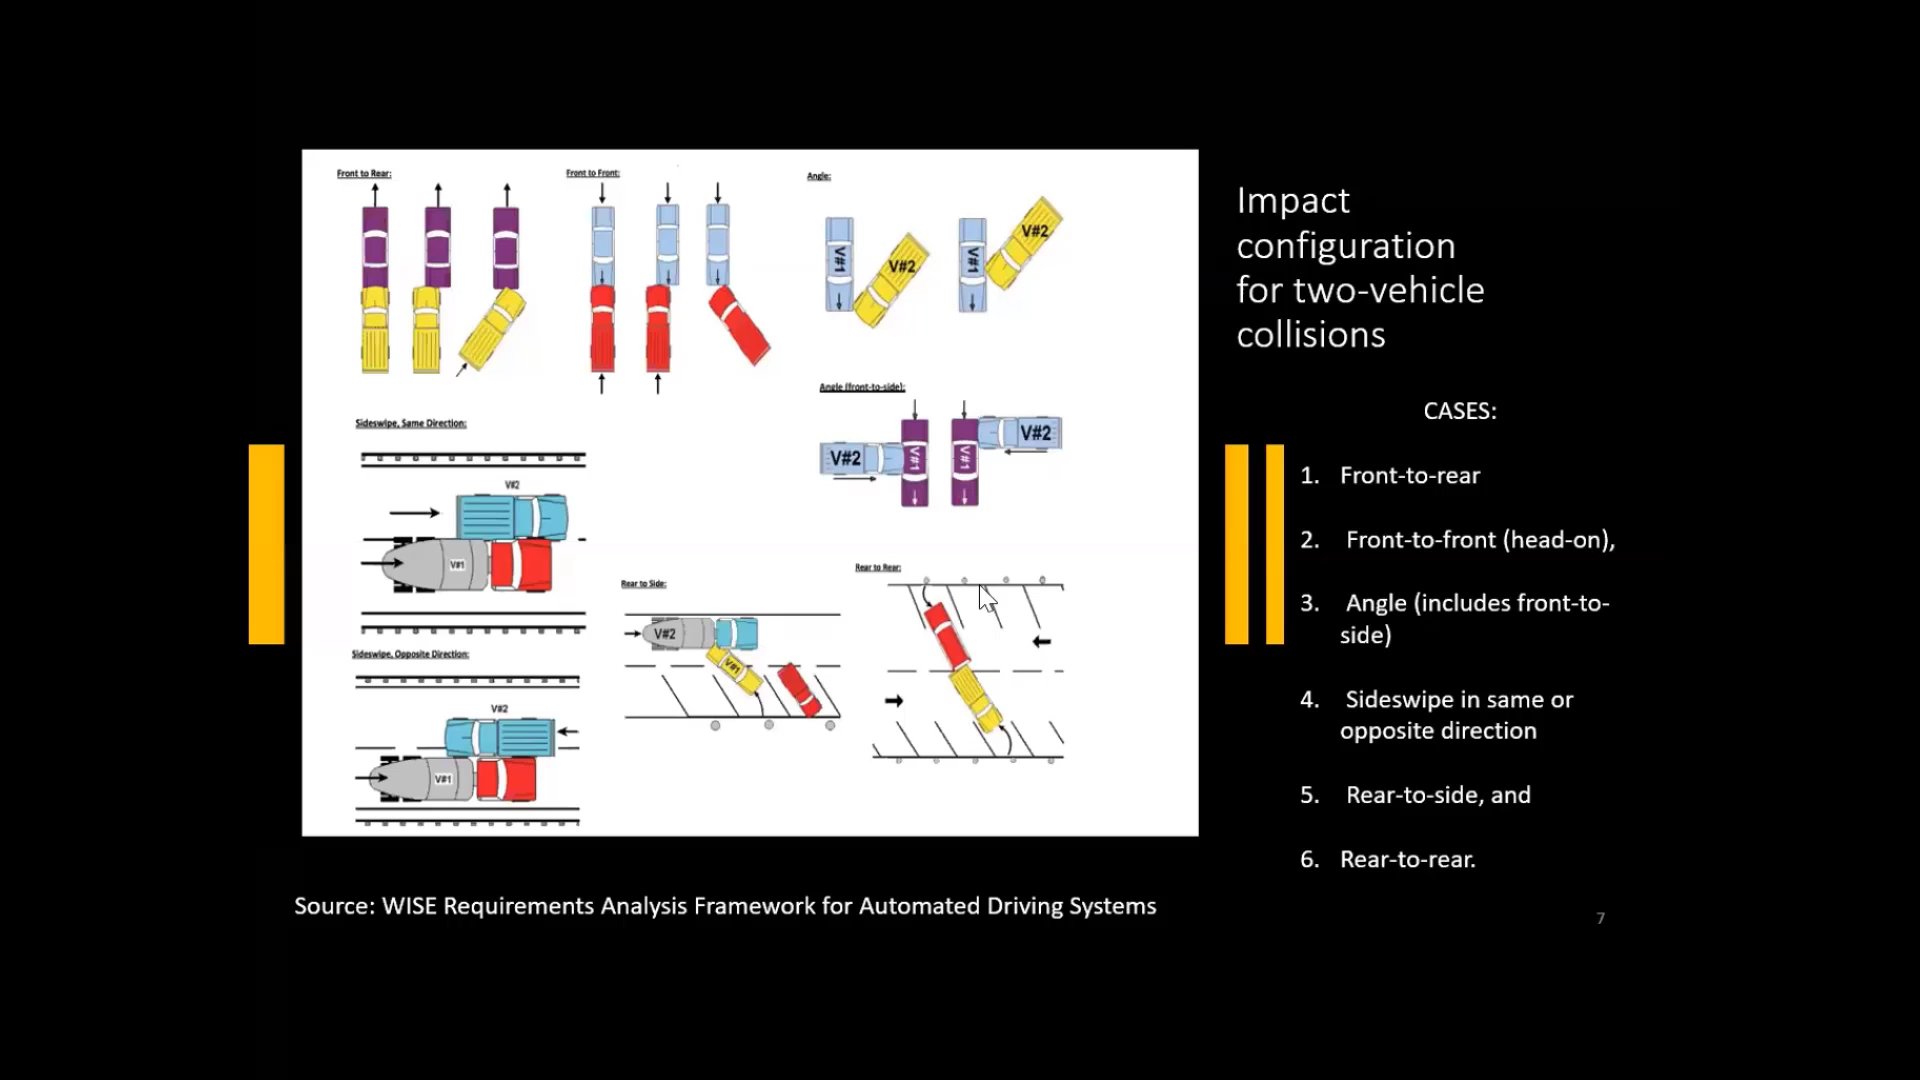 Front to Rear:
Front to Front:
Angle:
V#1
V#2
V#1
V#2
Angle (front-to-side):
V#2
V#1
V#1
V#2
Sideswipe, Same Direction:
V#2
V#1
Sideswipe, Opposite Direction:
V#2
V#1
Rear to Side:
V#2
V#1
Rear to Rear:
Impact
configuration
for two-vehicle
collisions
CASES:
1. Front-to-rear
2. Front-to-front (head-on),
3. Angle (includes front-to-
side)
4. Sideswipe in same or
opposite direction
5. Rear-to-side, and
6. Rear-to-rear.
Source: WISE Requirements Analysis Framework for Automated Driving Systems
7